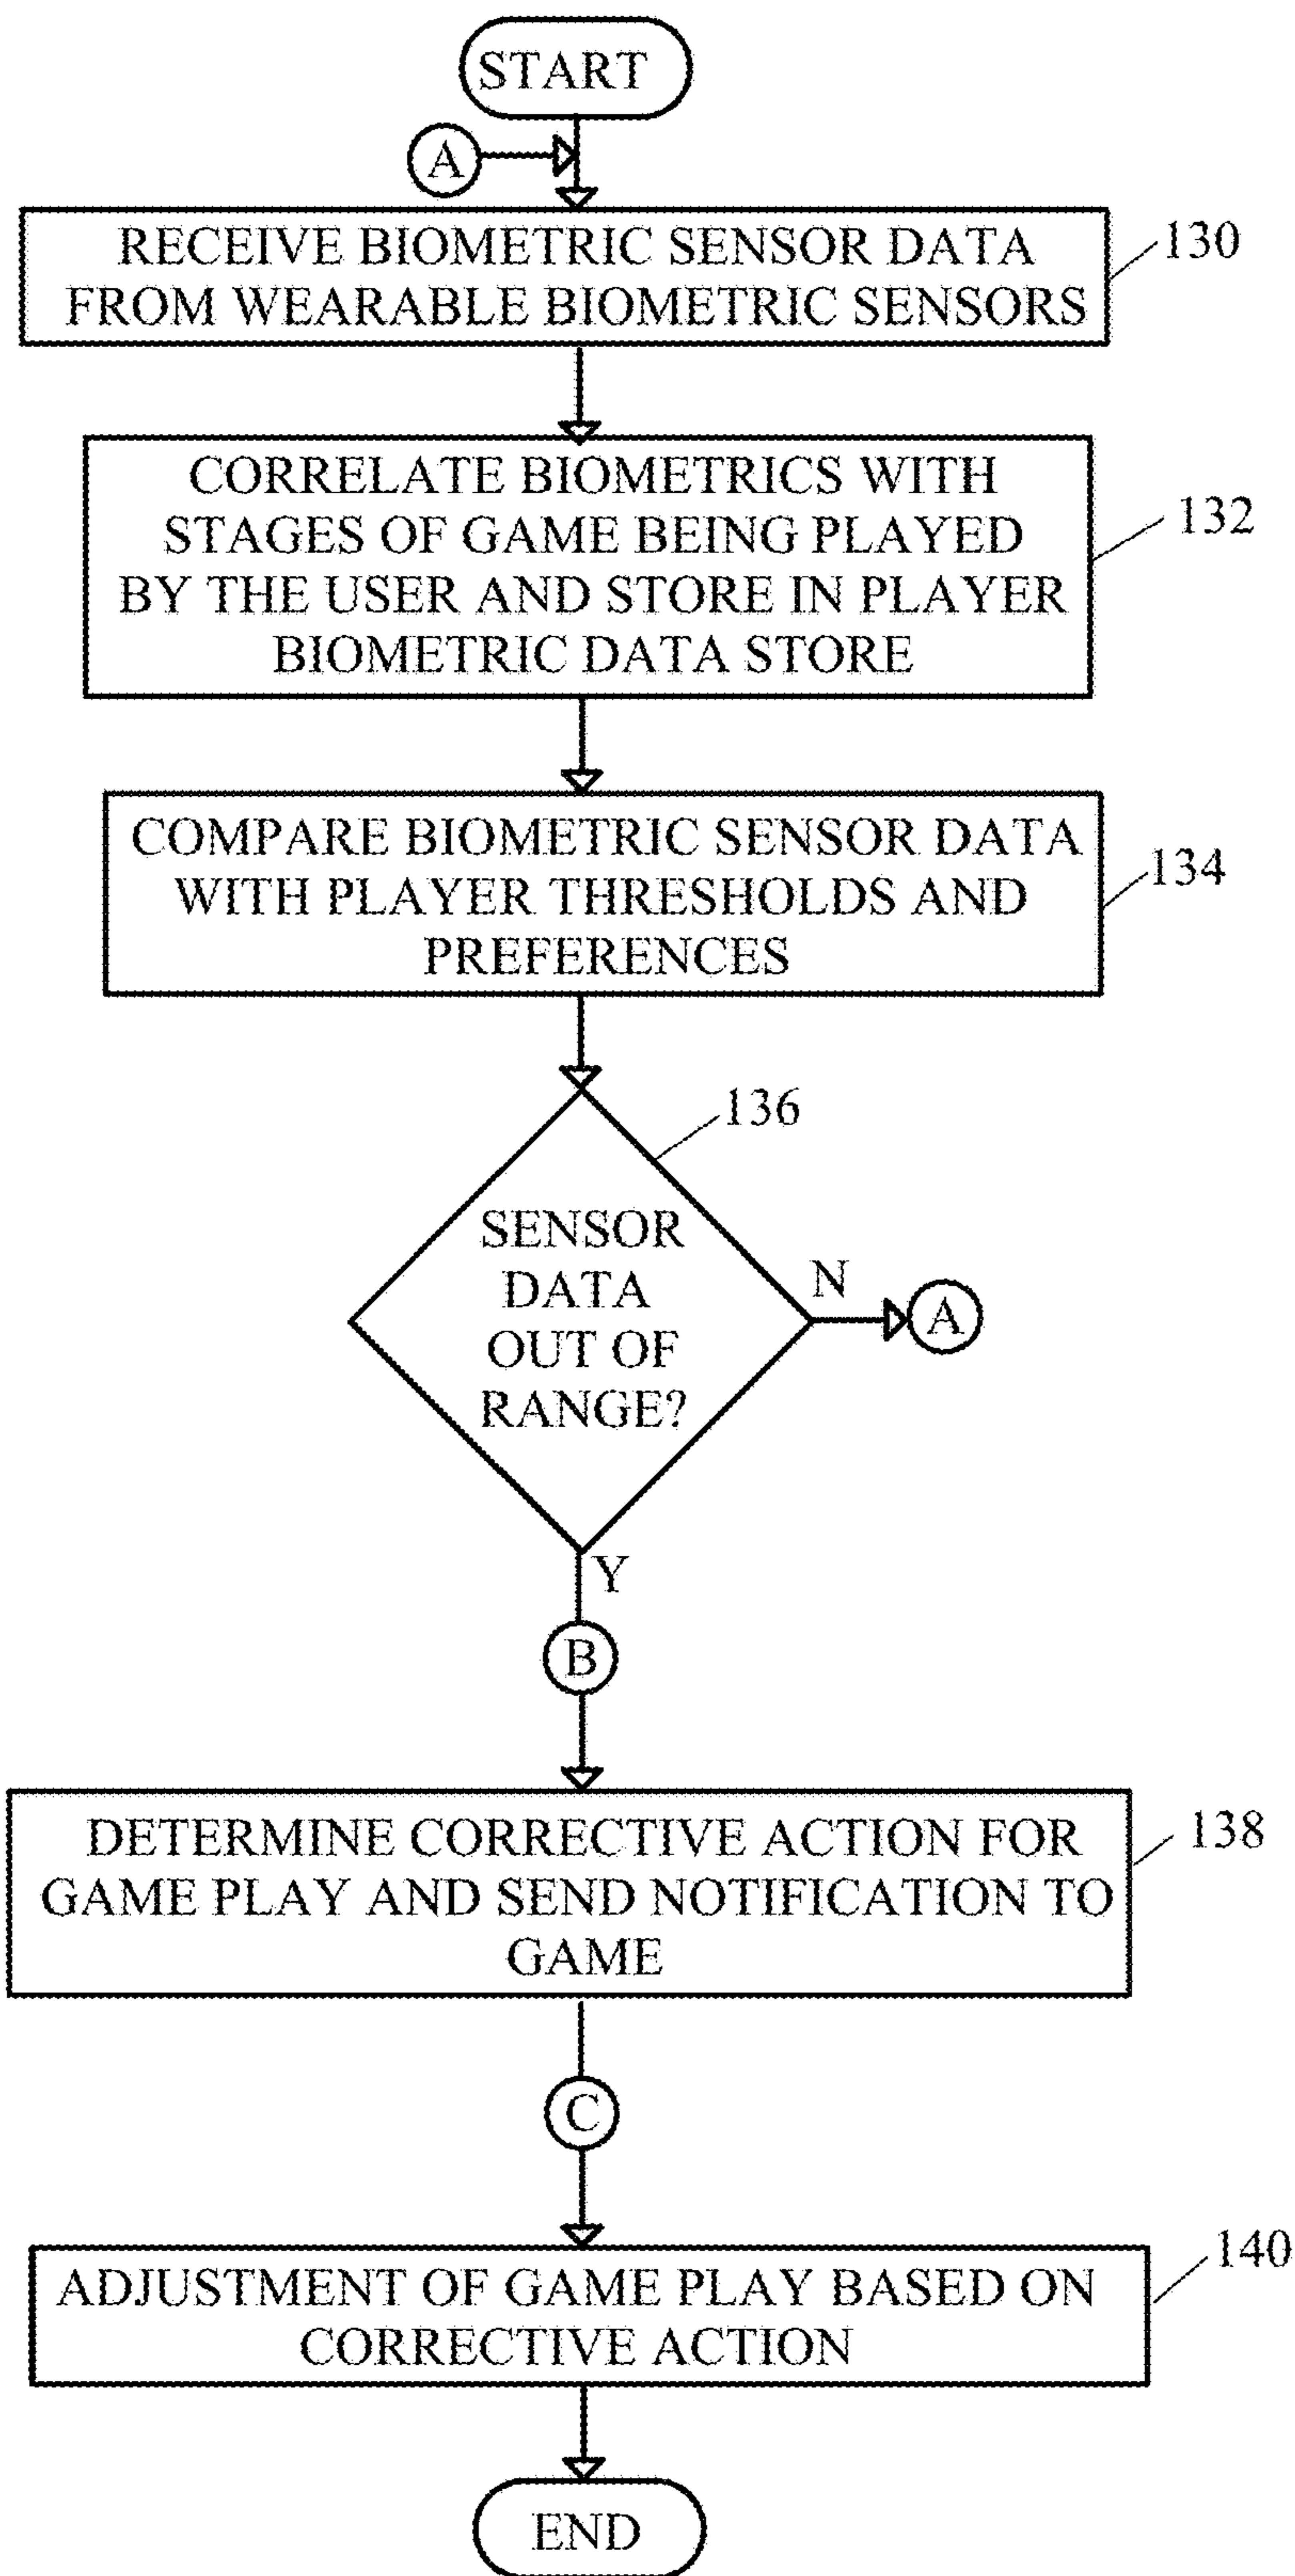 START
A
RECEIVE BIOMETRIC SENSOR DATA
FROM WEARABLE BIOMETRIC SENSORS
130
CORRELATE BIOMETRICS WITH
STAGES OF GAME BEING PLAYED
BY THE USER AND STORE IN PLAYER
BIOMETRIC DATA STORE
132
COMPARE BIOMETRIC SENSOR DATA
WITH PLAYER THRESHOLDS AND
PREFERENCES
134
136
SENSOR
DATA
OUT OF
RANGE?
N
A
Y
B
DETERMINE CORRECTIVE ACTION FOR
GAME PLAY AND SEND NOTIFICATION TO
GAME
138
C
ADJUSTMENT OF GAME PLAY BASED ON
CORRECTIVE ACTION
140
END